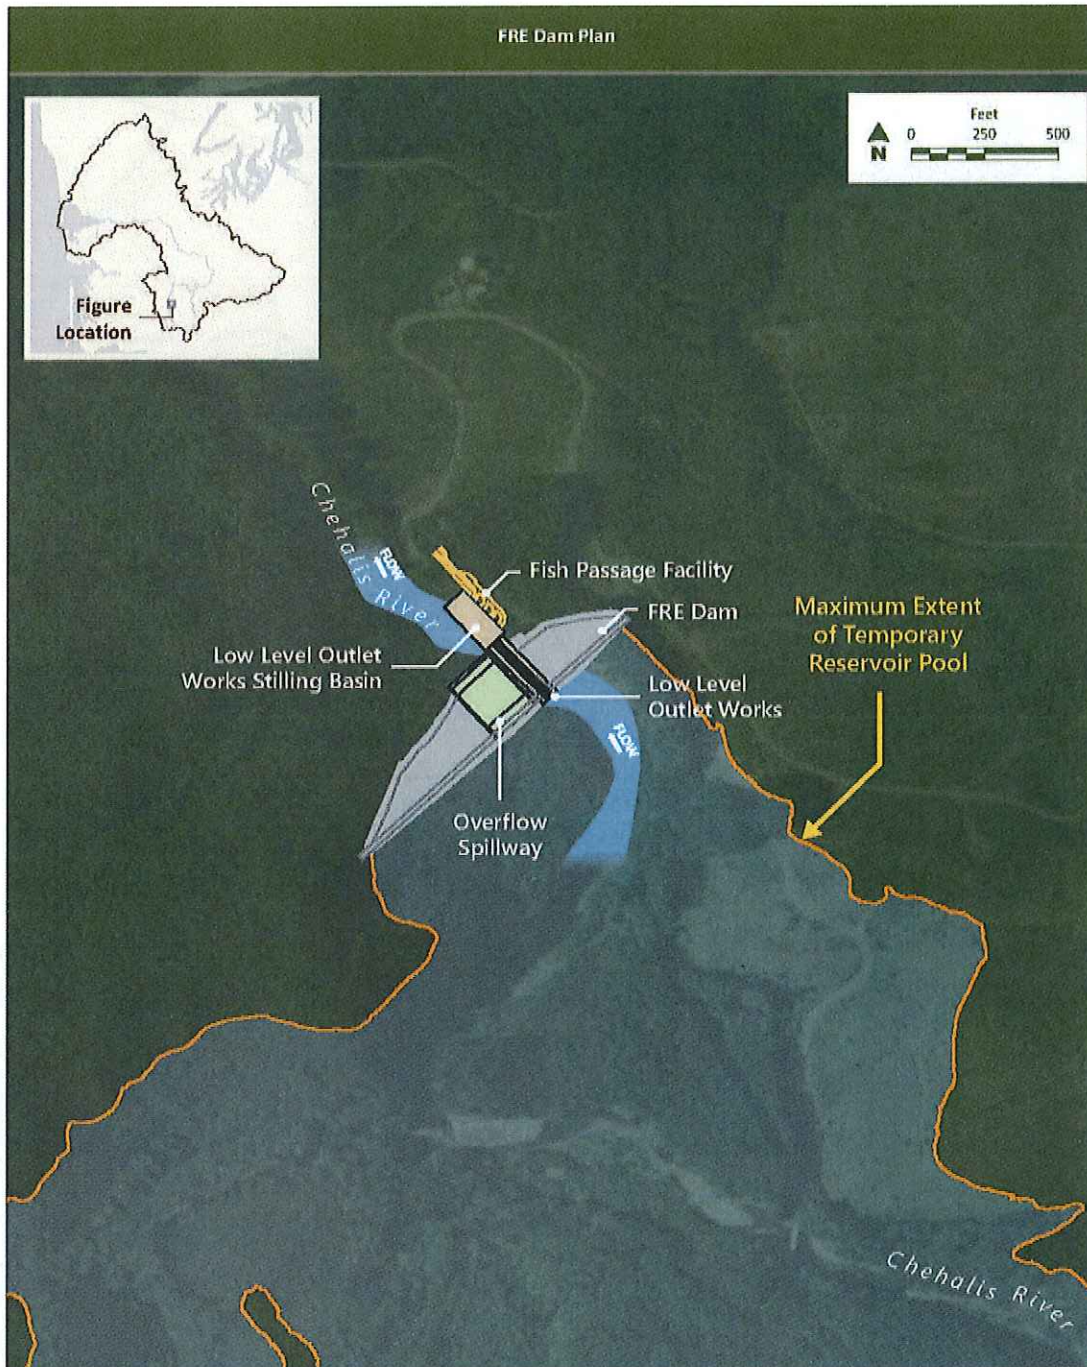 FRE Dam Plan
Feet
0 250 500
N
Figure
Location
Chehalis River
FLOW
Fish Passage Facility
FRE Dam
Maximum Extent
of Temporary
Reservoir Pool
Low Level Outlet
Works Stilling Basin
Low Level
Outlet Works
FLOW
Overflow
Spillway
Chehalis River